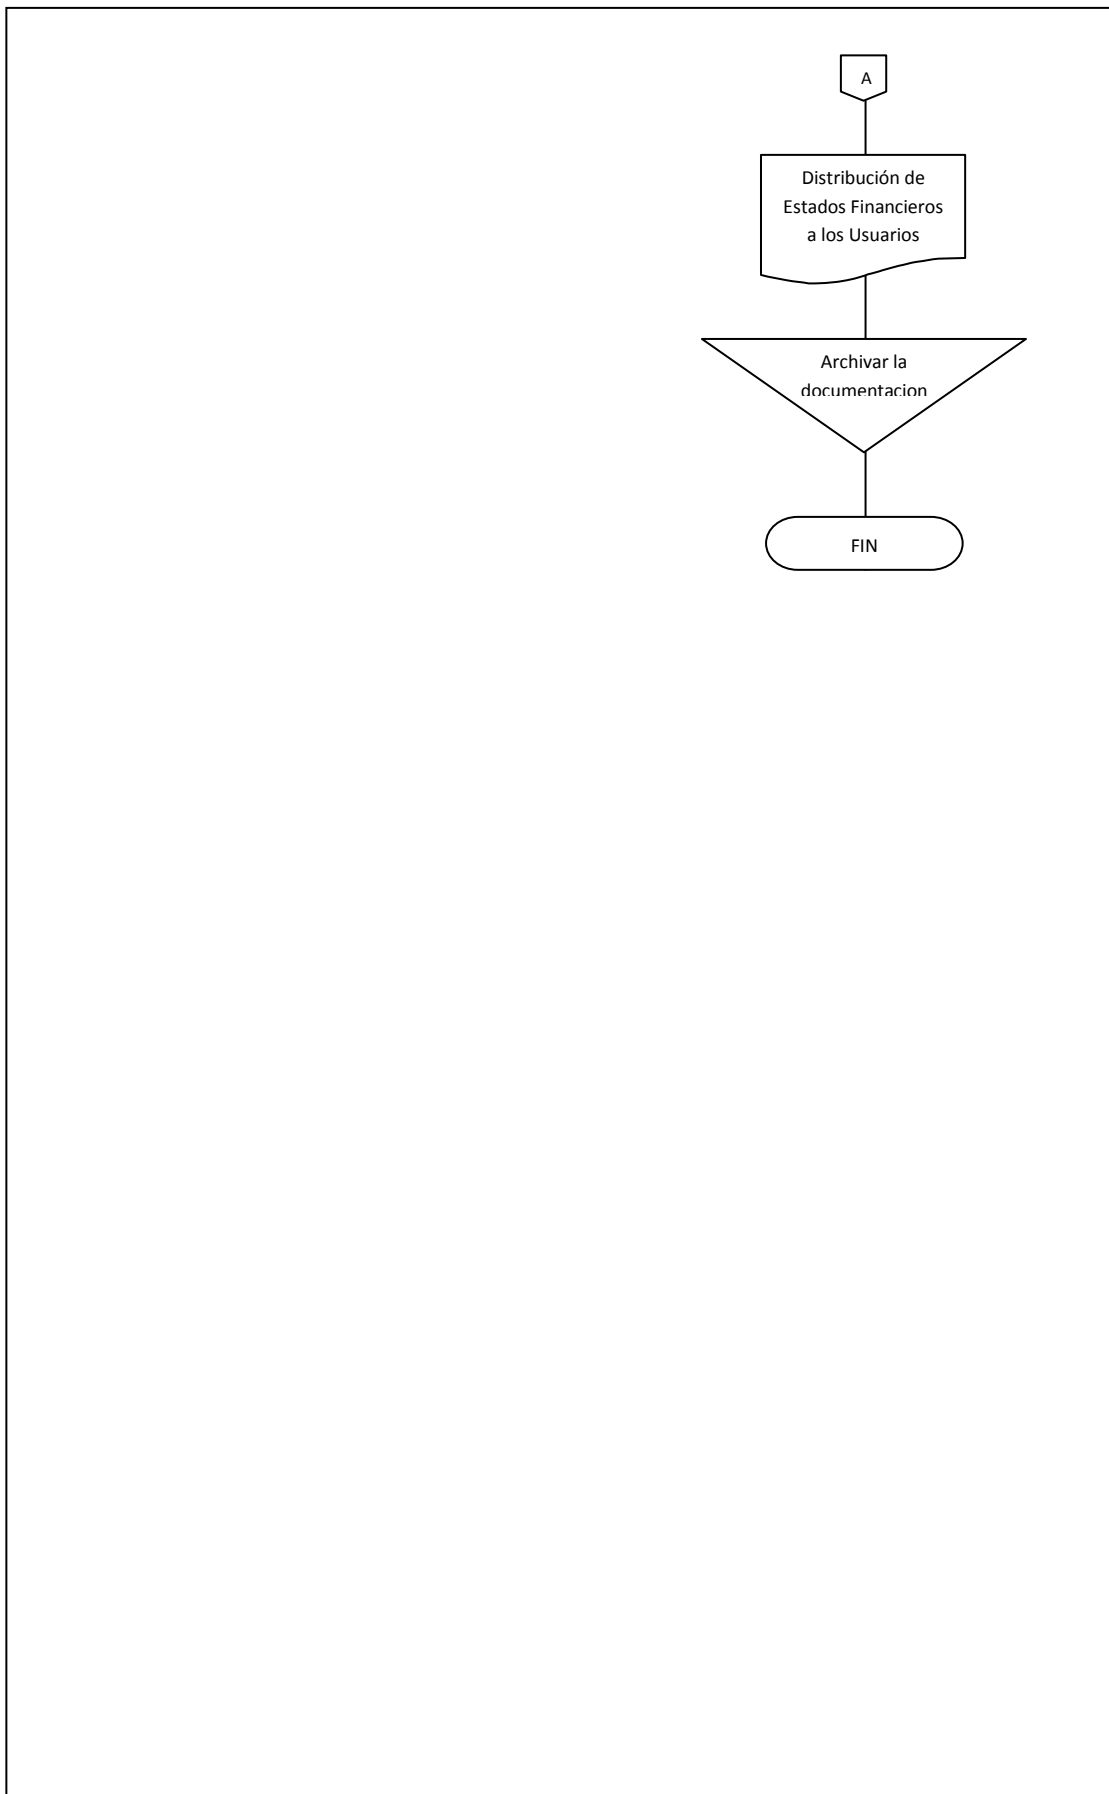 A
Distribución de
Estados Financieros
a los Usuarios
Archivar la
documentacion
FIN